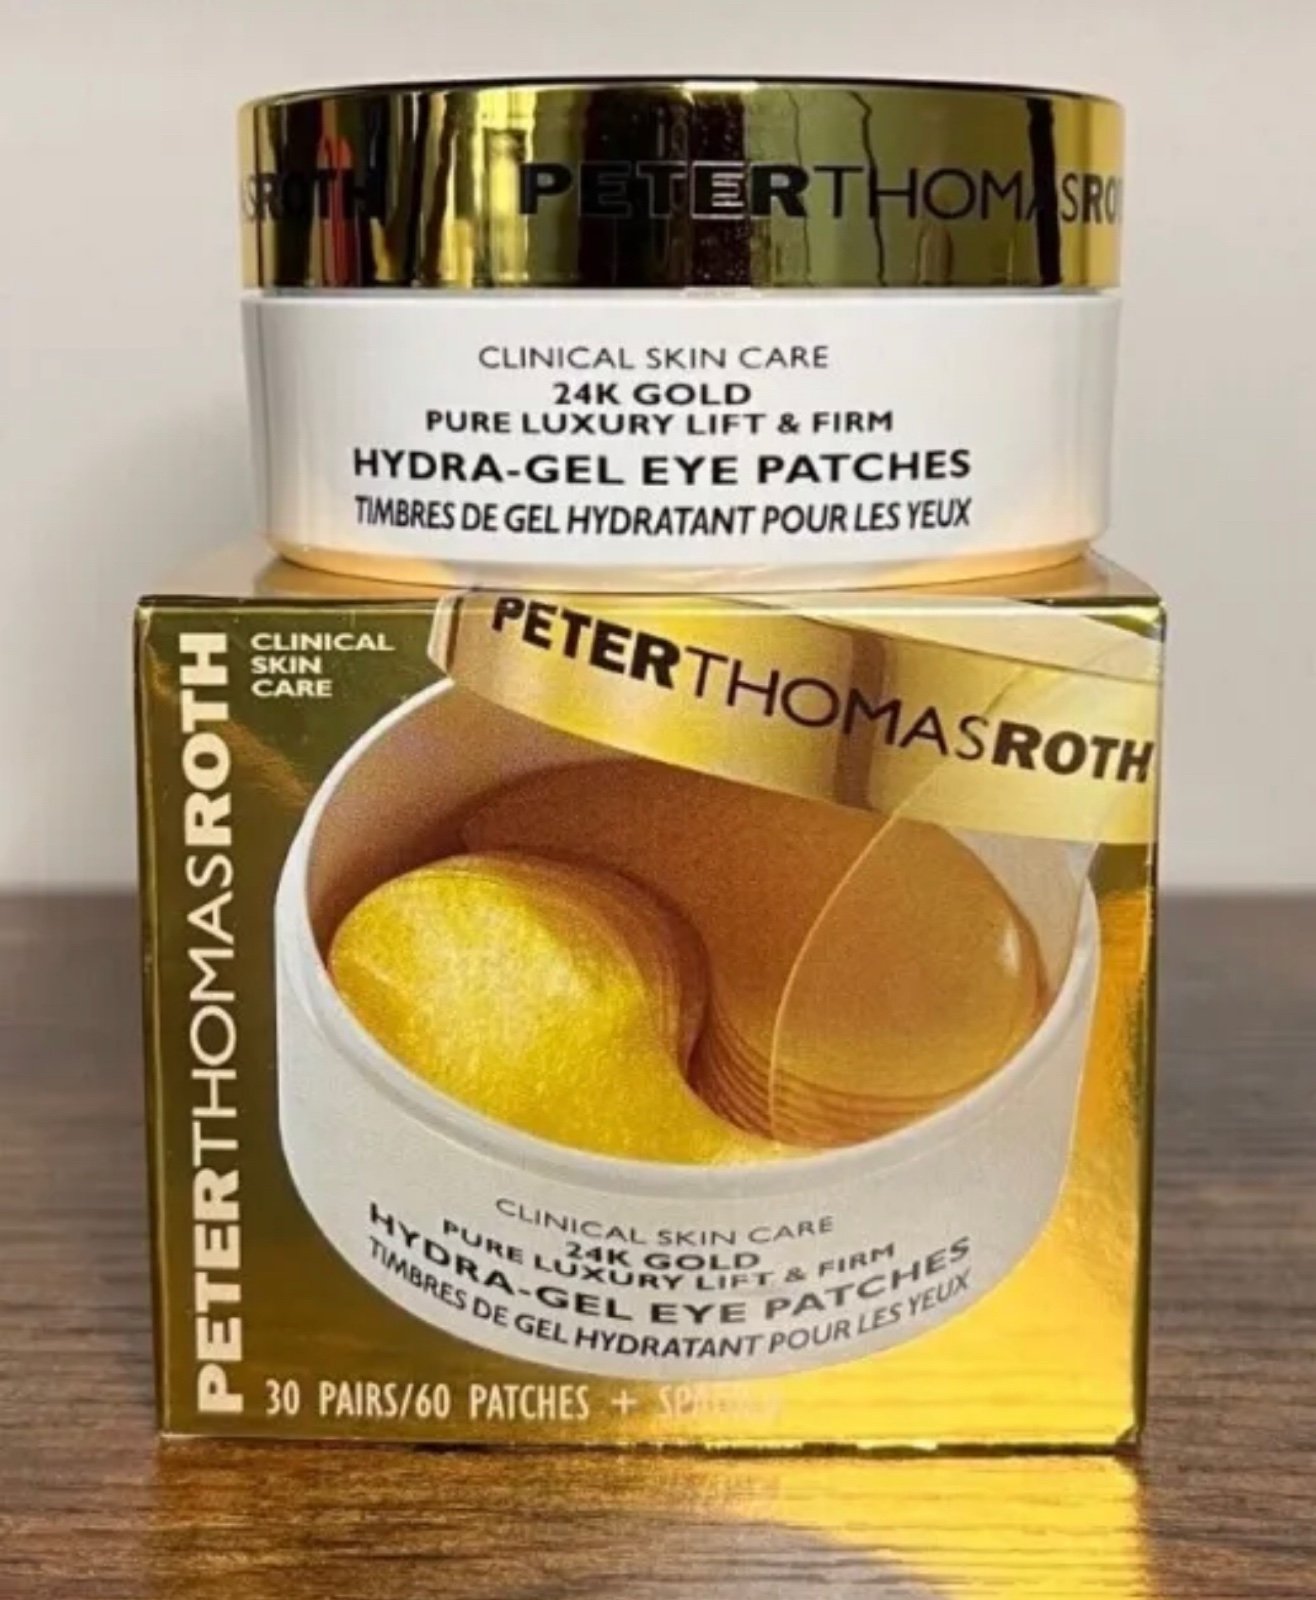 SROTH PETERTHOMASRO
CLINICAL SKIN CARE
24K GOLD
PURE LUXURY LIFT & FIRM
HYDRA-GEL EYE PATCHES
TIMBRES DE GEL HYDRATANT POUR LES YEUX
PETERTHOMASROTH
CLINICAL
SKIN
CARE
PETERTHOMASROTH
CLINICAL SKIN CARE
24K GOLD
PURE LUXURY LIFT & FIRM
HYDRA-GEL EYE PATCHES
TIMBRES DE GEL HYDRATANT POUR LES YEUX
30 PAIRS/60 PATCHES +